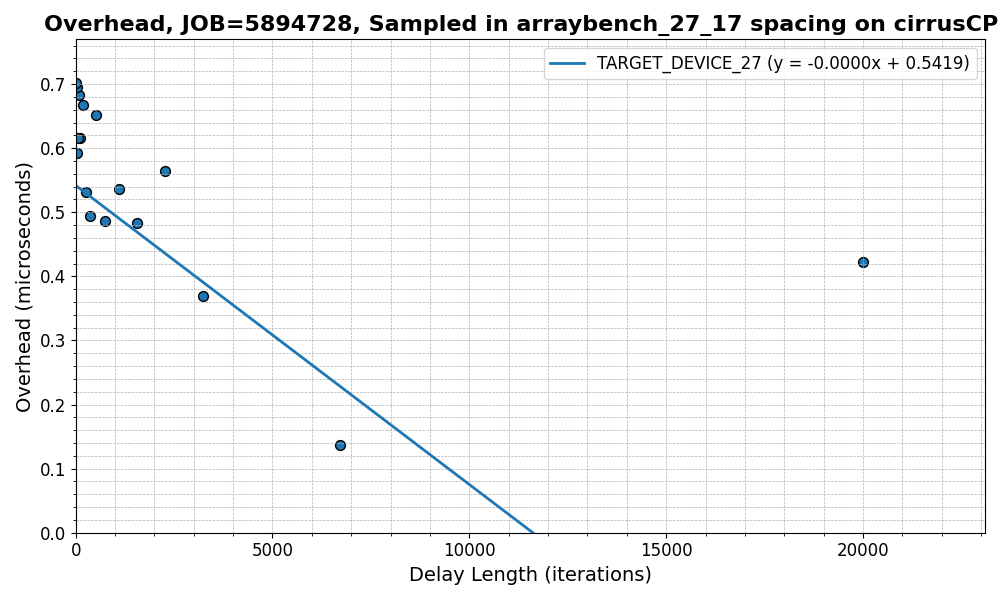 Overhead, JOB=5894728, Sampled in arraybench_27_17 spacing on cirrusCP
TARGET_DEVICE_27 (y = -0.0000x + 0.5419)
Overhead (microseconds)
0.7
0.6
0.5
0.4
0.3
0.2
0.1
0.0
0 5000 10000 15000 20000
Delay Length (iterations)